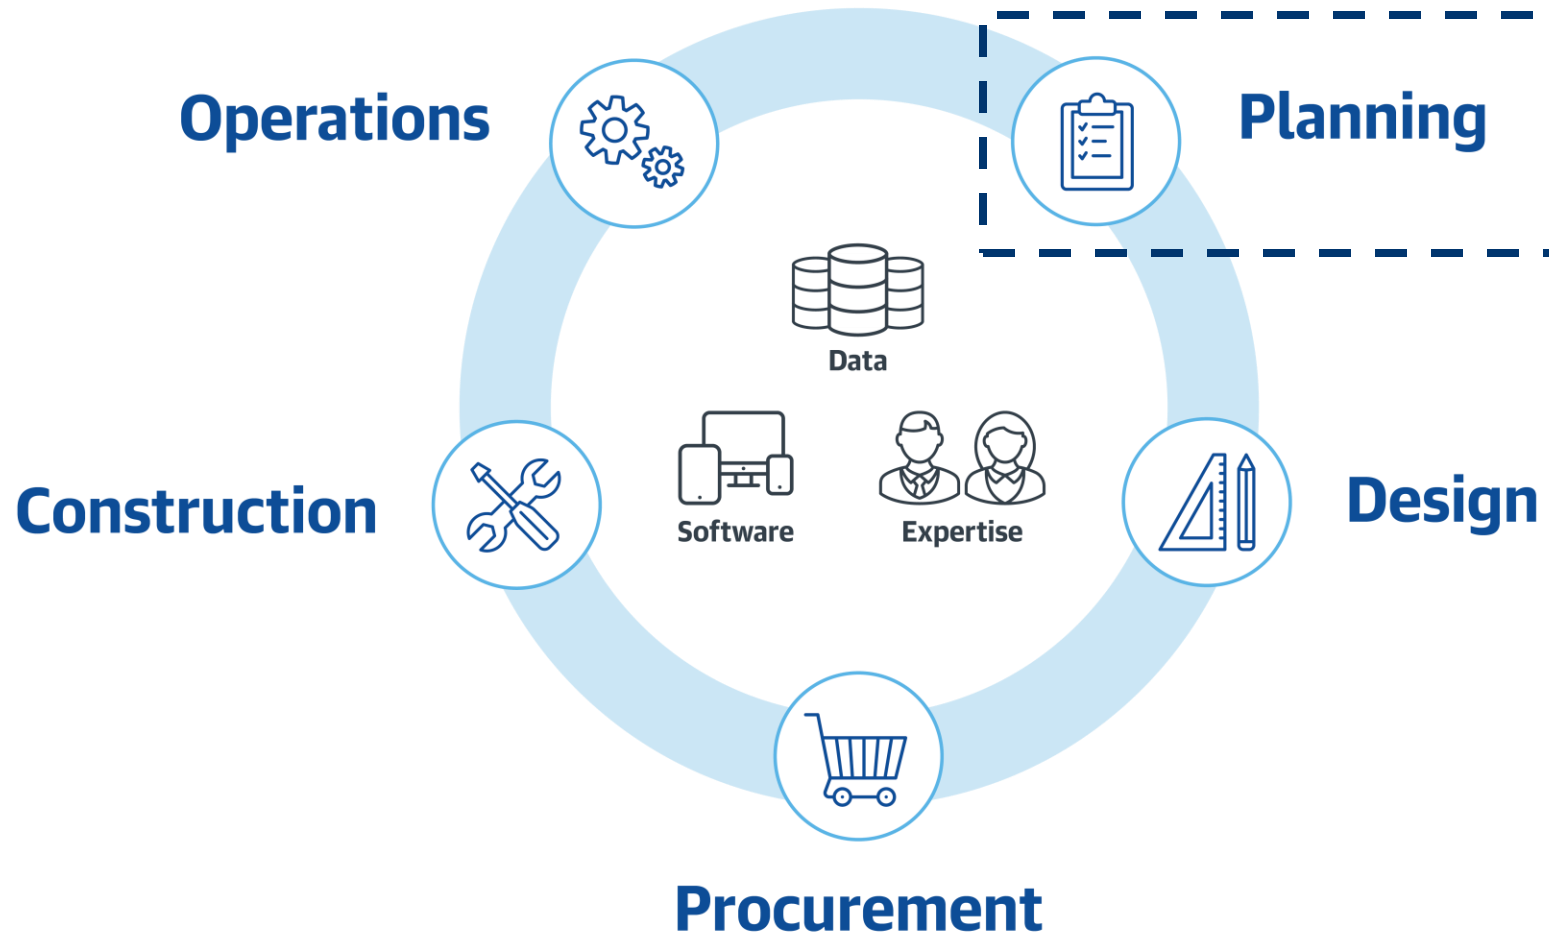 Operations
Planning
Data
Software
Expertise
Construction
Design
Procurement